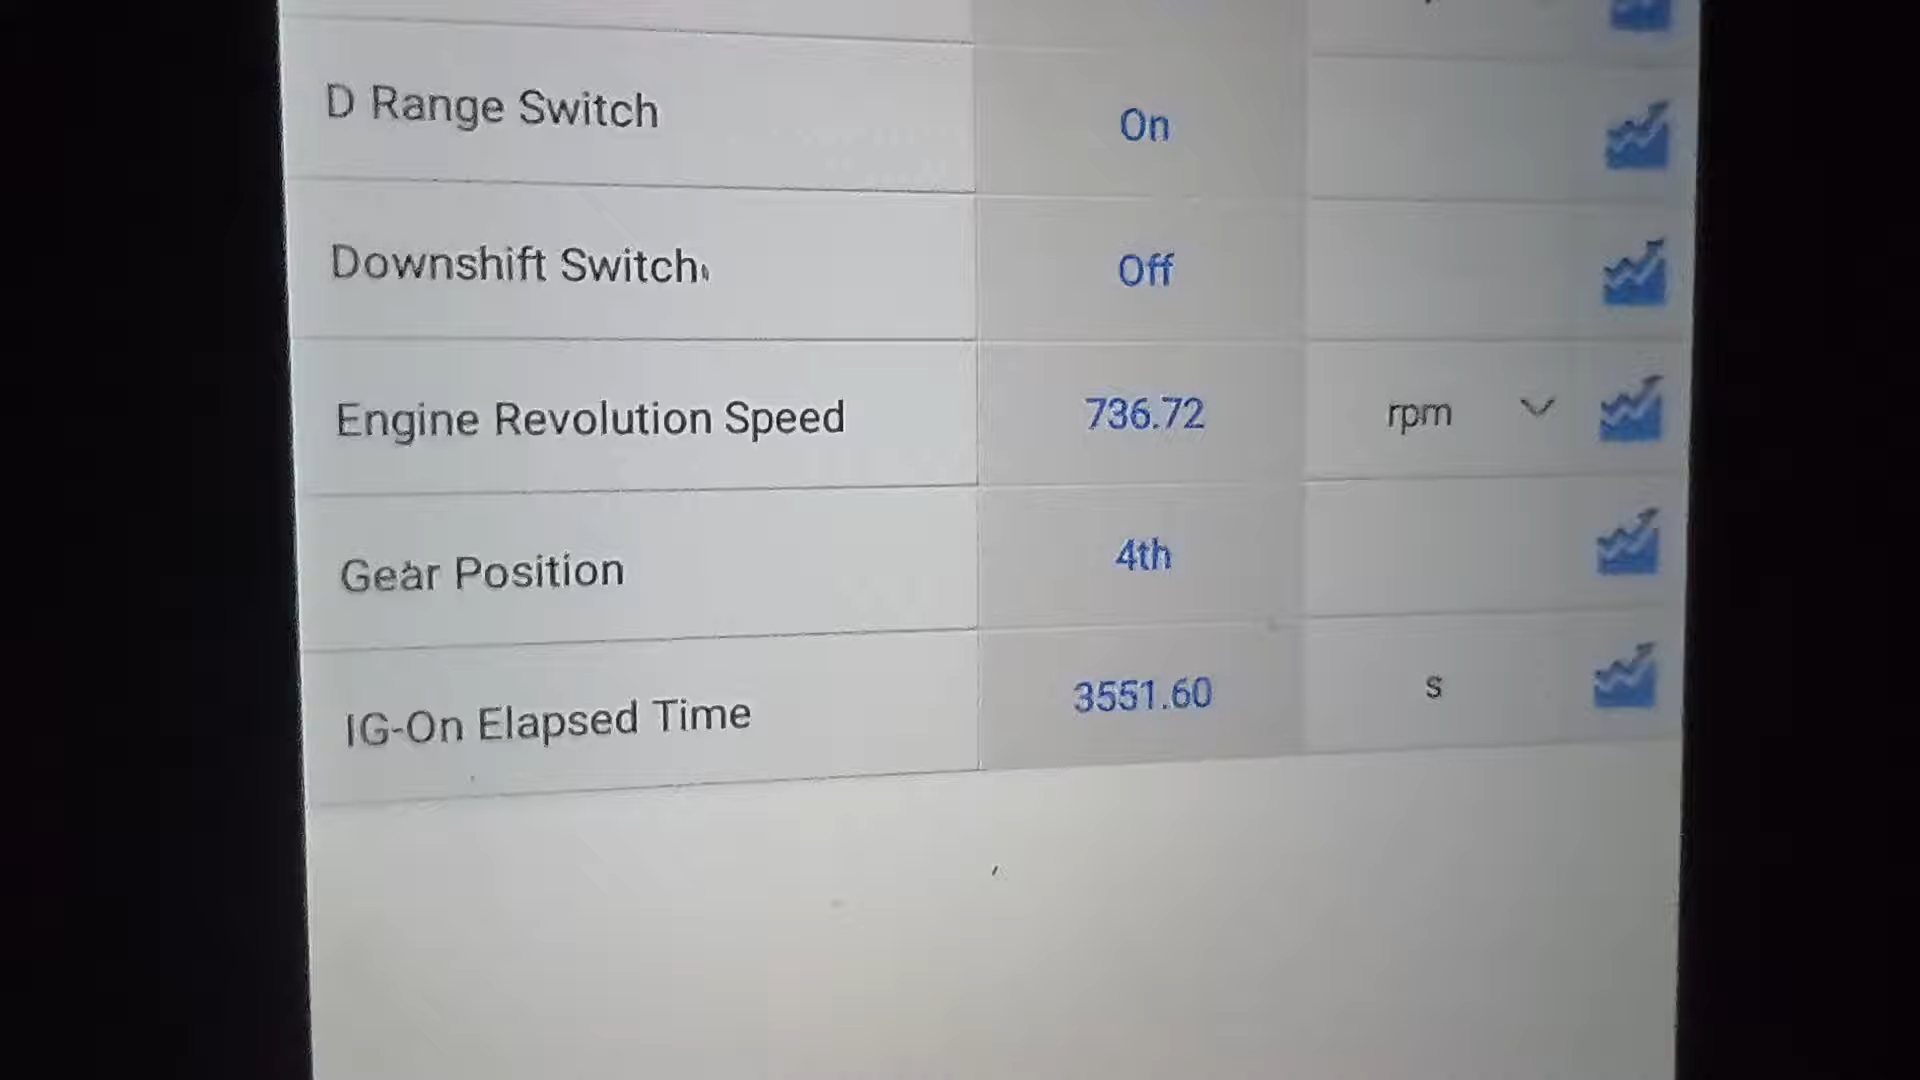 D Range Switch On
Downshift Switch Off
Engine Revolution Speed 736.72 rpm
Gear Position 4th
IG-On Elapsed Time 3551.60 s